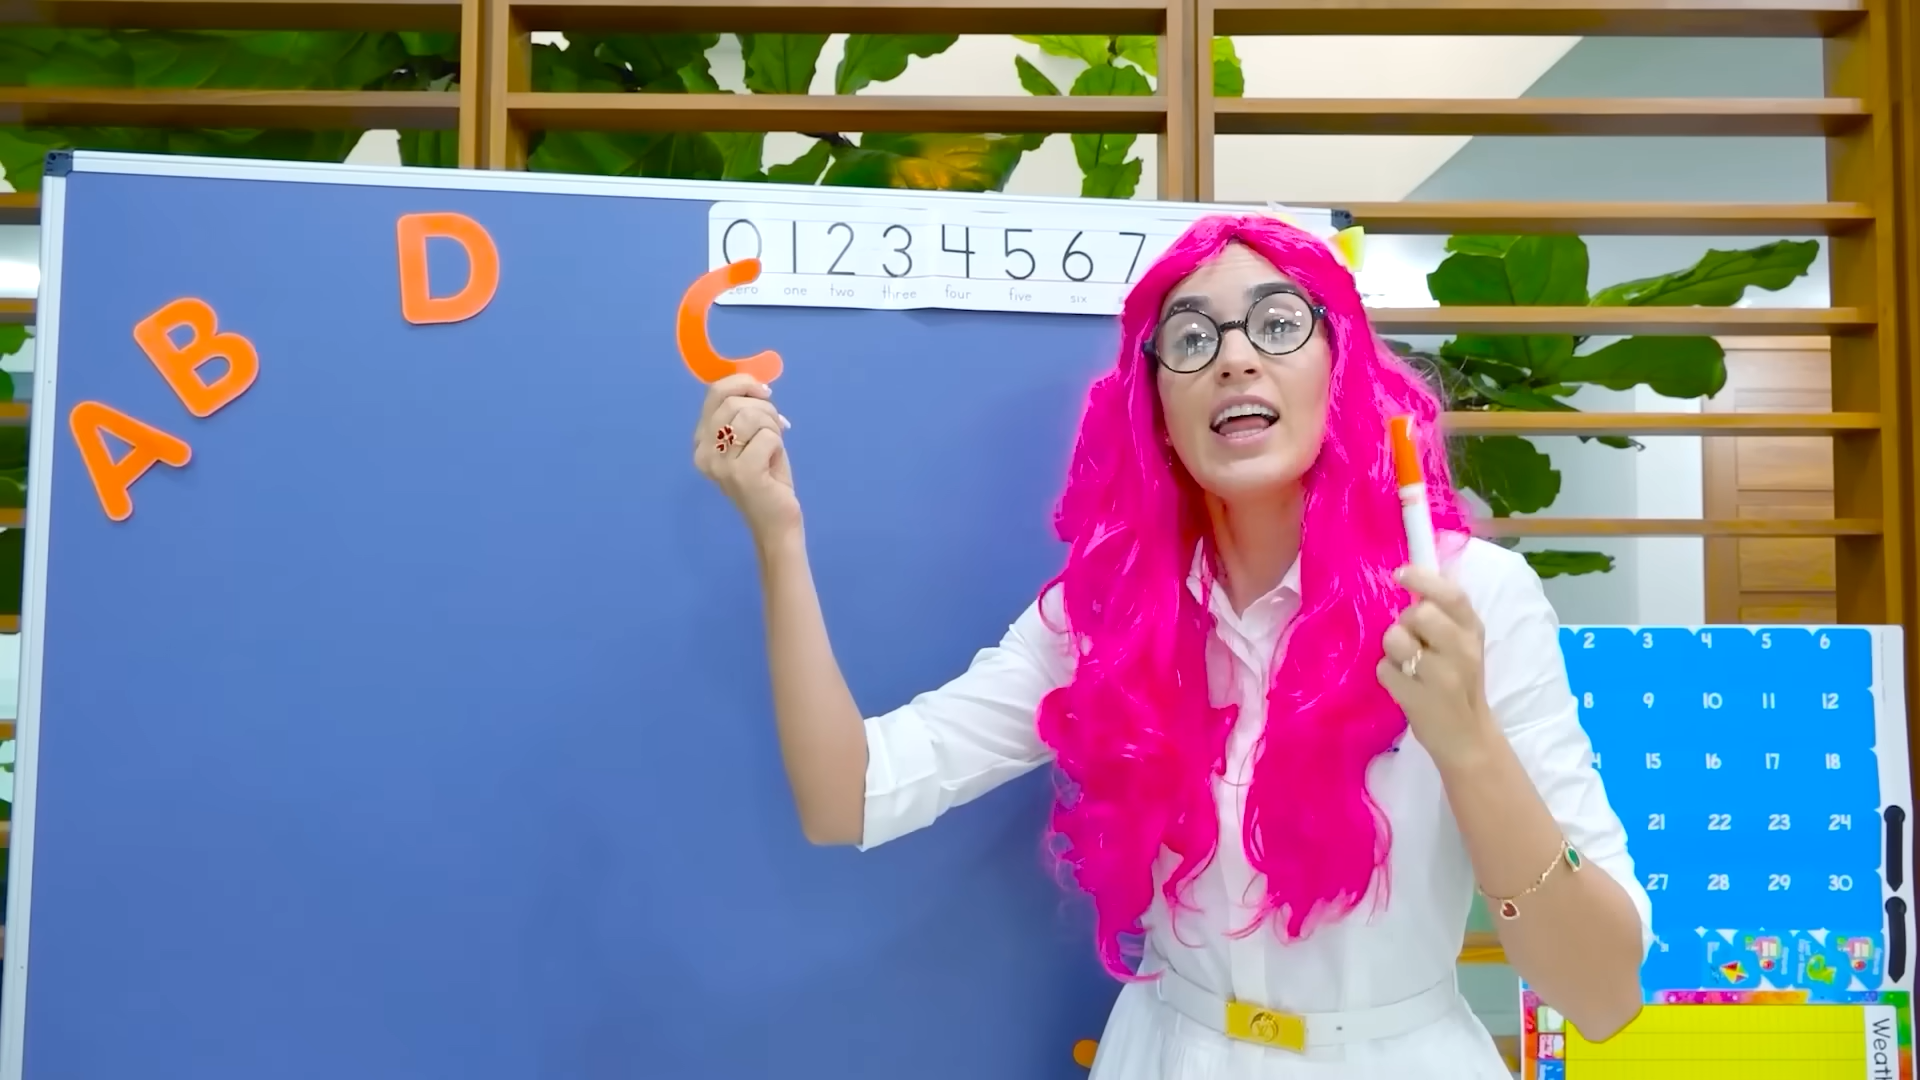 A B D C
0 1 2 3 4 5 6 7
zero one two three four five six
2 3 4 5 6
8 9 10 11 12
15 16 17 18
21 22 23 24
27 28 29 30